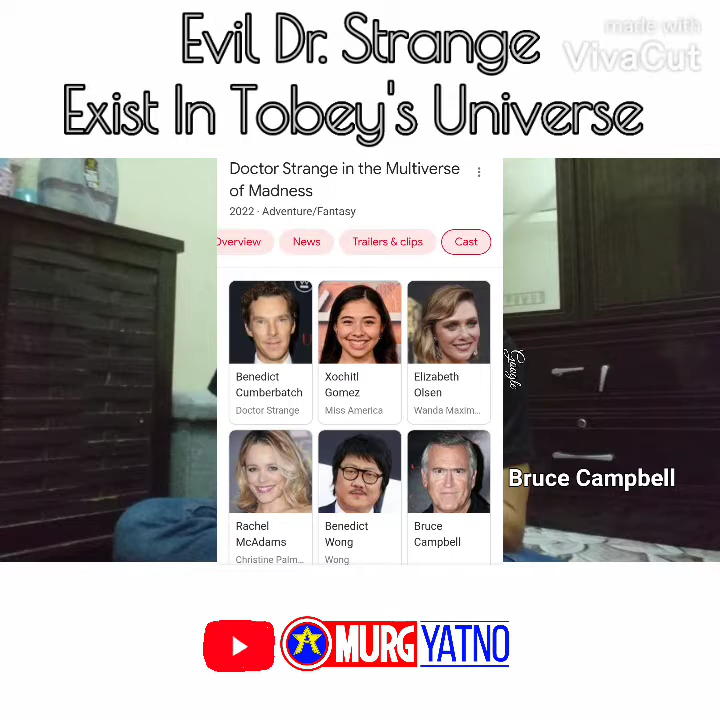 Evil Dr. Strange
made with
VivaCut
Exist In Tobey's Universe
Doctor Strange in the Multiverse
of Madness
2022 · Adventure/Fantasy
Overview
News
Trailers & clips
Cast
Benedict
Cumberbatch
Doctor Strange
Xochitl
Gomez
Miss America
Elizabeth
Olsen
Wanda Maxim...
Google
Rachel
McAdams
Christine Palm...
Benedict
Wong
Wong
Bruce
Campbell
Bruce Campbell
MURG YATNO